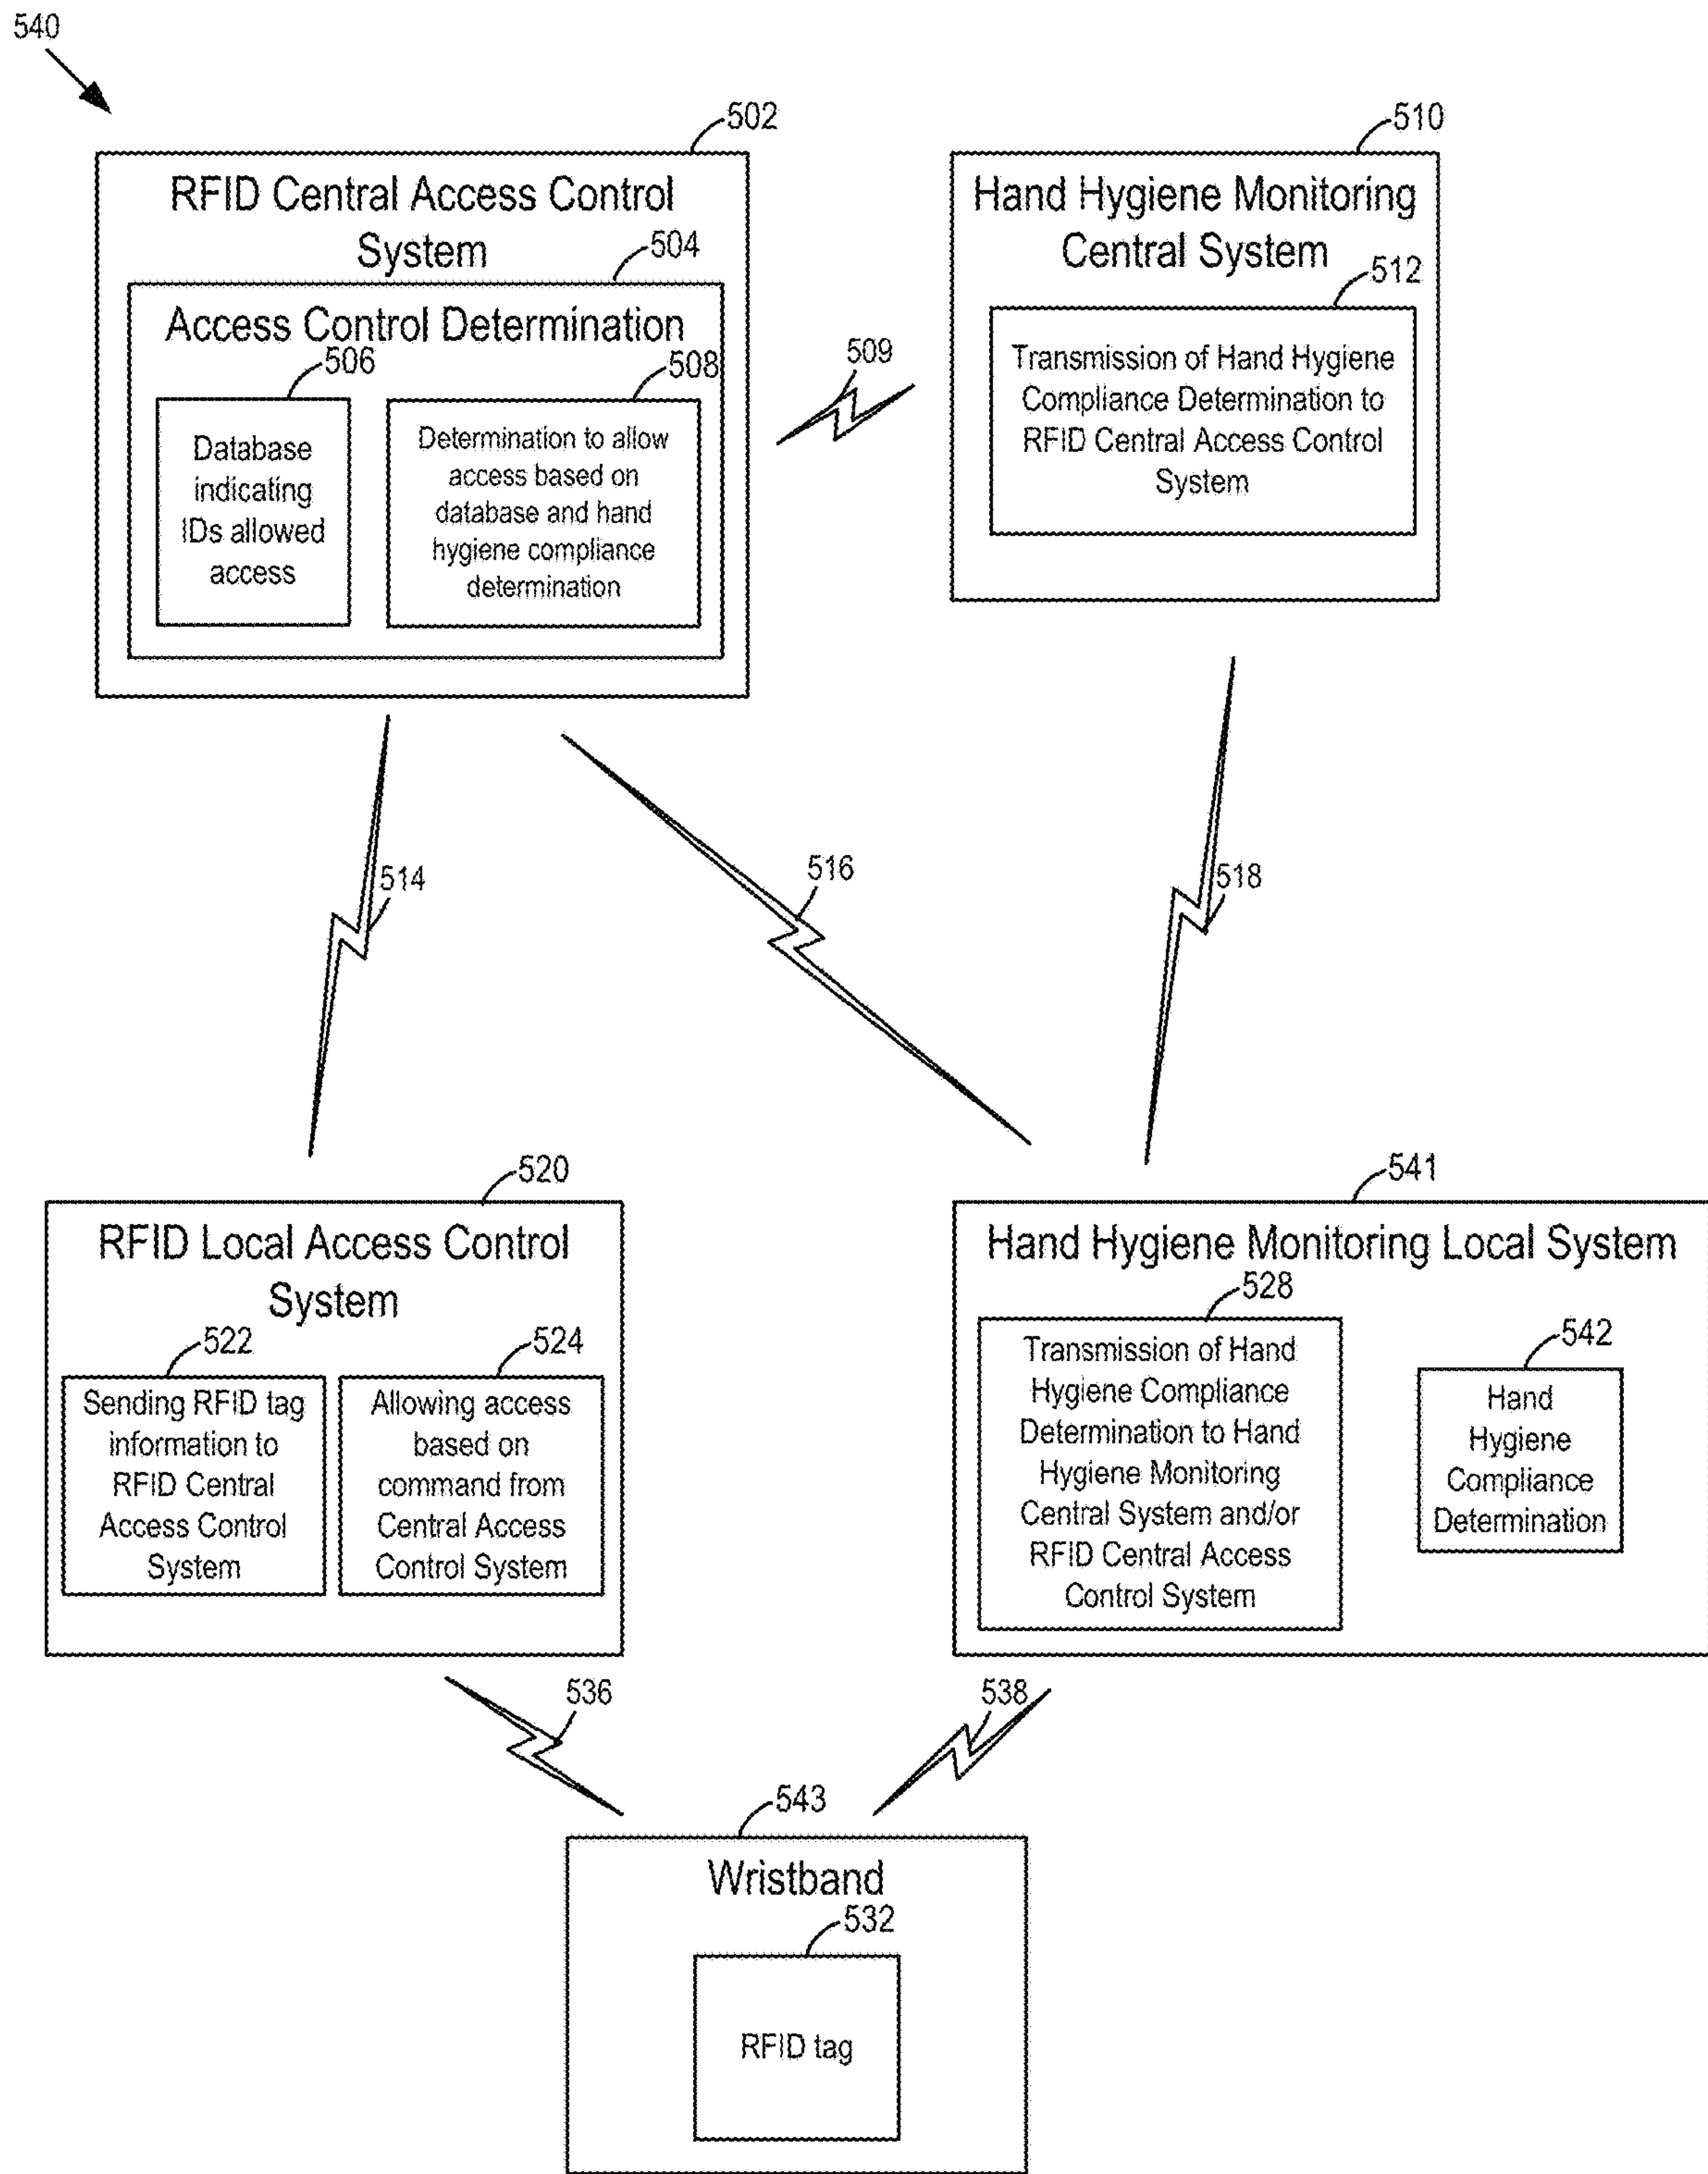 540
502
RFID Central Access Control
System
504
Access Control Determination
506
508
Database
indicating
IDs allowed
access
Determination to allow
access based on
database and hand
hygiene compliance
determination
509
510
Hand Hygiene Monitoring
Central System
512
Transmission of Hand Hygiene
Compliance Determination to
RFID Central Access Control
System
514
516
518
520
RFID Local Access Control
System
522
524
Sending RFID tag
information to
RFID Central
Access Control
System
Allowing access
based on
command from
Central Access
Control System
541
Hand Hygiene Monitoring Local System
528
542
Transmission of Hand
Hygiene Compliance
Determination to Hand
Hygiene Monitoring
Central System and/or
RFID Central Access
Control System
Hand
Hygiene
Compliance
Determination
536
538
543
Wristband
532
RFID tag